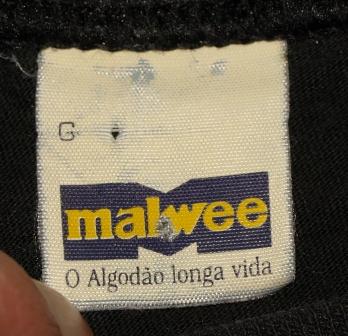 G
malwee
O Algodão longa vida